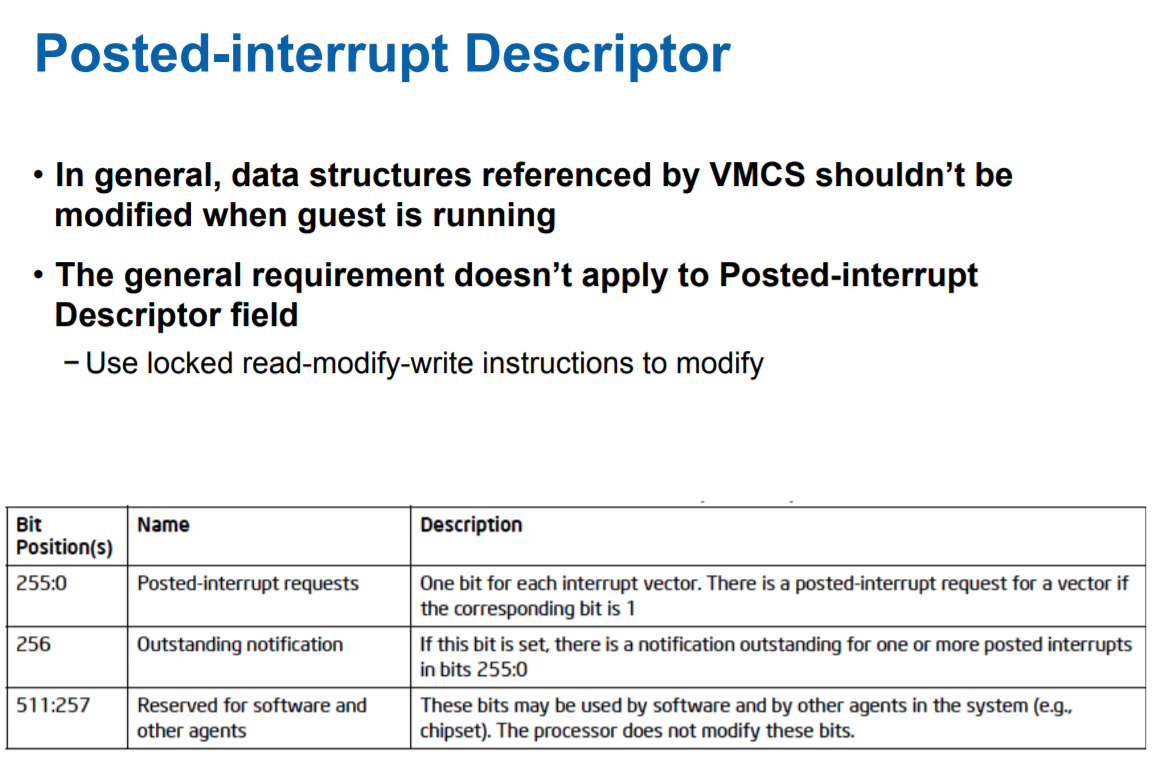 Posted-interrupt Descriptor
• In general, data structures referenced by VMCS shouldn’t be
modified when guest is running
• The general requirement doesn’t apply to Posted-interrupt
Descriptor field
– Use locked read-modify-write instructions to modify
Bit
Position(s)
Name
Description
255:0
Posted-interrupt requests
One bit for each interrupt vector. There is a posted-interrupt request for a vector if
the corresponding bit is 1
256
Outstanding notification
If this bit is set, there is a notification outstanding for one or more posted interrupts
in bits 255:0
511:257
Reserved for software and
other agents
These bits may be used by software and by other agents in the system (e.g.,
chipset). The processor does not modify these bits.